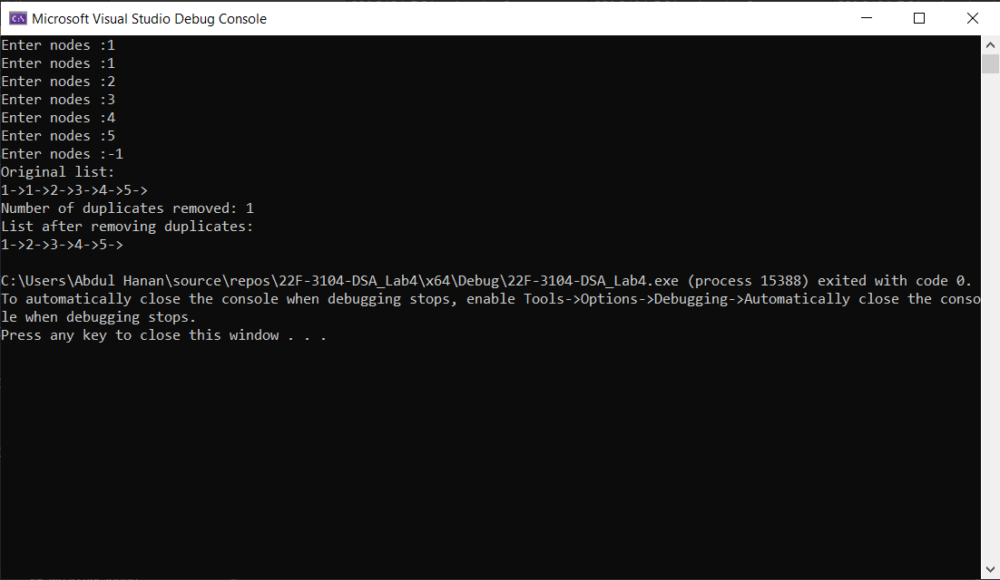 Microsoft Visual Studio Debug Console
Enter nodes :1
Enter nodes :1
Enter nodes :2
Enter nodes :3
Enter nodes :4
Enter nodes :5
Enter nodes :-1
Original list:
1->1->2->3->4->5->
Number of duplicates removed: 1
List after removing duplicates:
1->2->3->4->5->
C:\Users\Abdul Hanan\source\repos\22F-3104-DSA_Lab4\x64\Debug\22F-3104-DSA_Lab4.exe (process 15388) exited with code 0.
To automatically close the console when debugging stops, enable Tools->Options->Debugging->Automatically close the conso
le when debugging stops.
Press any key to close this window . . .